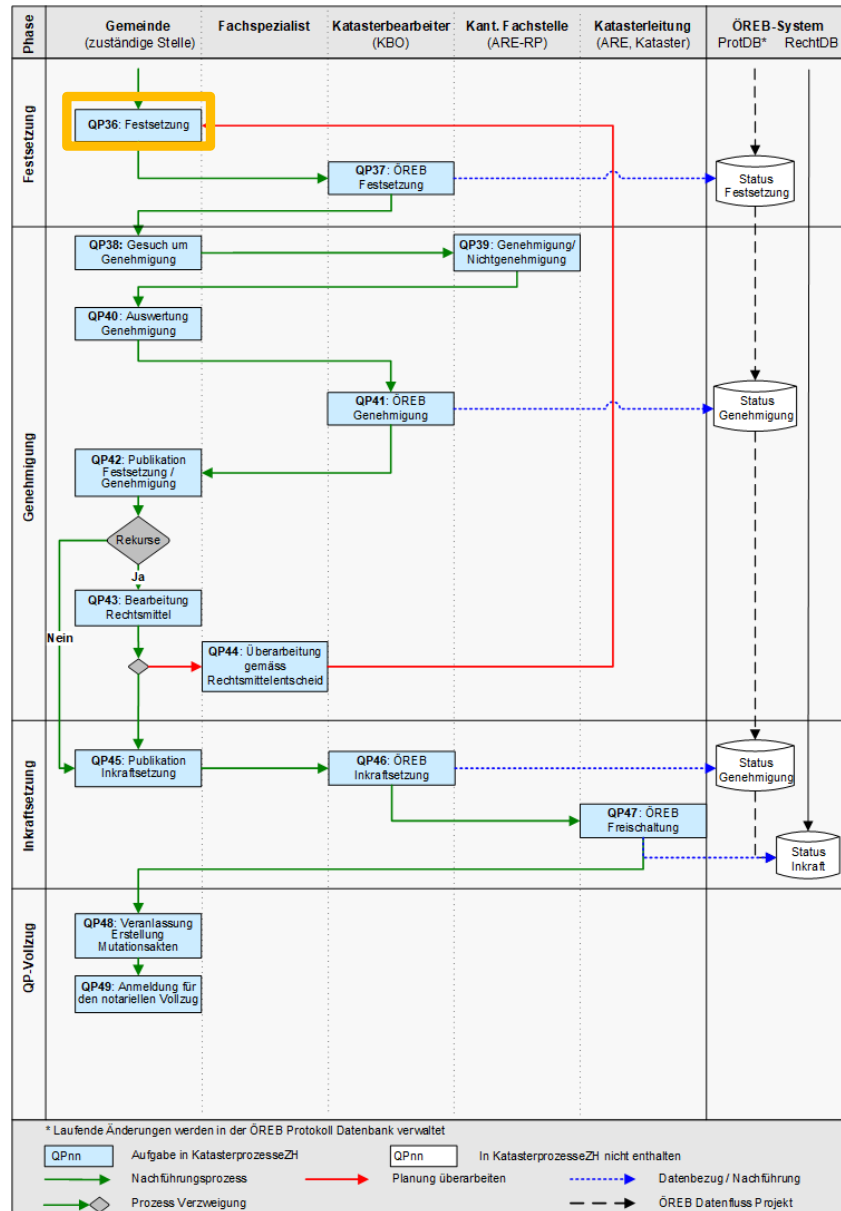 Phase
Gemeinde
(zuständige Stelle)
Fachspezialist
Katasterbearbeiter
(KBO)
Kant. Fachstelle
(ARE-RP)
Katasterleitung
(ARE, Kataster)
ÖREB-System
ProtDB* RechtDB
Festsetzung
QP36: Festsetzung
QP37: ÖREB
Festsetzung
Status
Festsetzung
Genehmigung
QP38: Gesuch um
Genehmigung
QP39: Genehmigung/
Nichtgenehmigung
QP40: Auswertung
Genehmigung
QP41: ÖREB
Genehmigung
Status
Genehmigung
QP42: Publikation
Festsetzung /
Genehmigung
Rekurse
Ja
QP43: Bearbeitung
Rechtsmittel
Nein
QP44: Überarbeitung
gemäss
Rechtsmittelentscheid
Inkraftsetzung
QP45: Publikation
Inkraftsetzung
QP46: ÖREB
Inkraftsetzung
Status
Genehmigung
QP47: ÖREB
Freischaltung
Status
Inkraft
QP-Vollzug
QP48: Veranlassung
Erstellung
Mutationsakten
QP49: Anmeldung für
den notariellen Vollzug
* Laufende Änderungen werden in der ÖREB Protokoll Datenbank verwaltet
QPnn Aufgabe in KatasterprozesseZH QPnn In KatasterprozesseZH nicht enthalten
Nachführungsprozess Planung überarbeiten Datenbezug / Nachführung
Prozess Verzweigung ÖREB Datenfluss Projekt